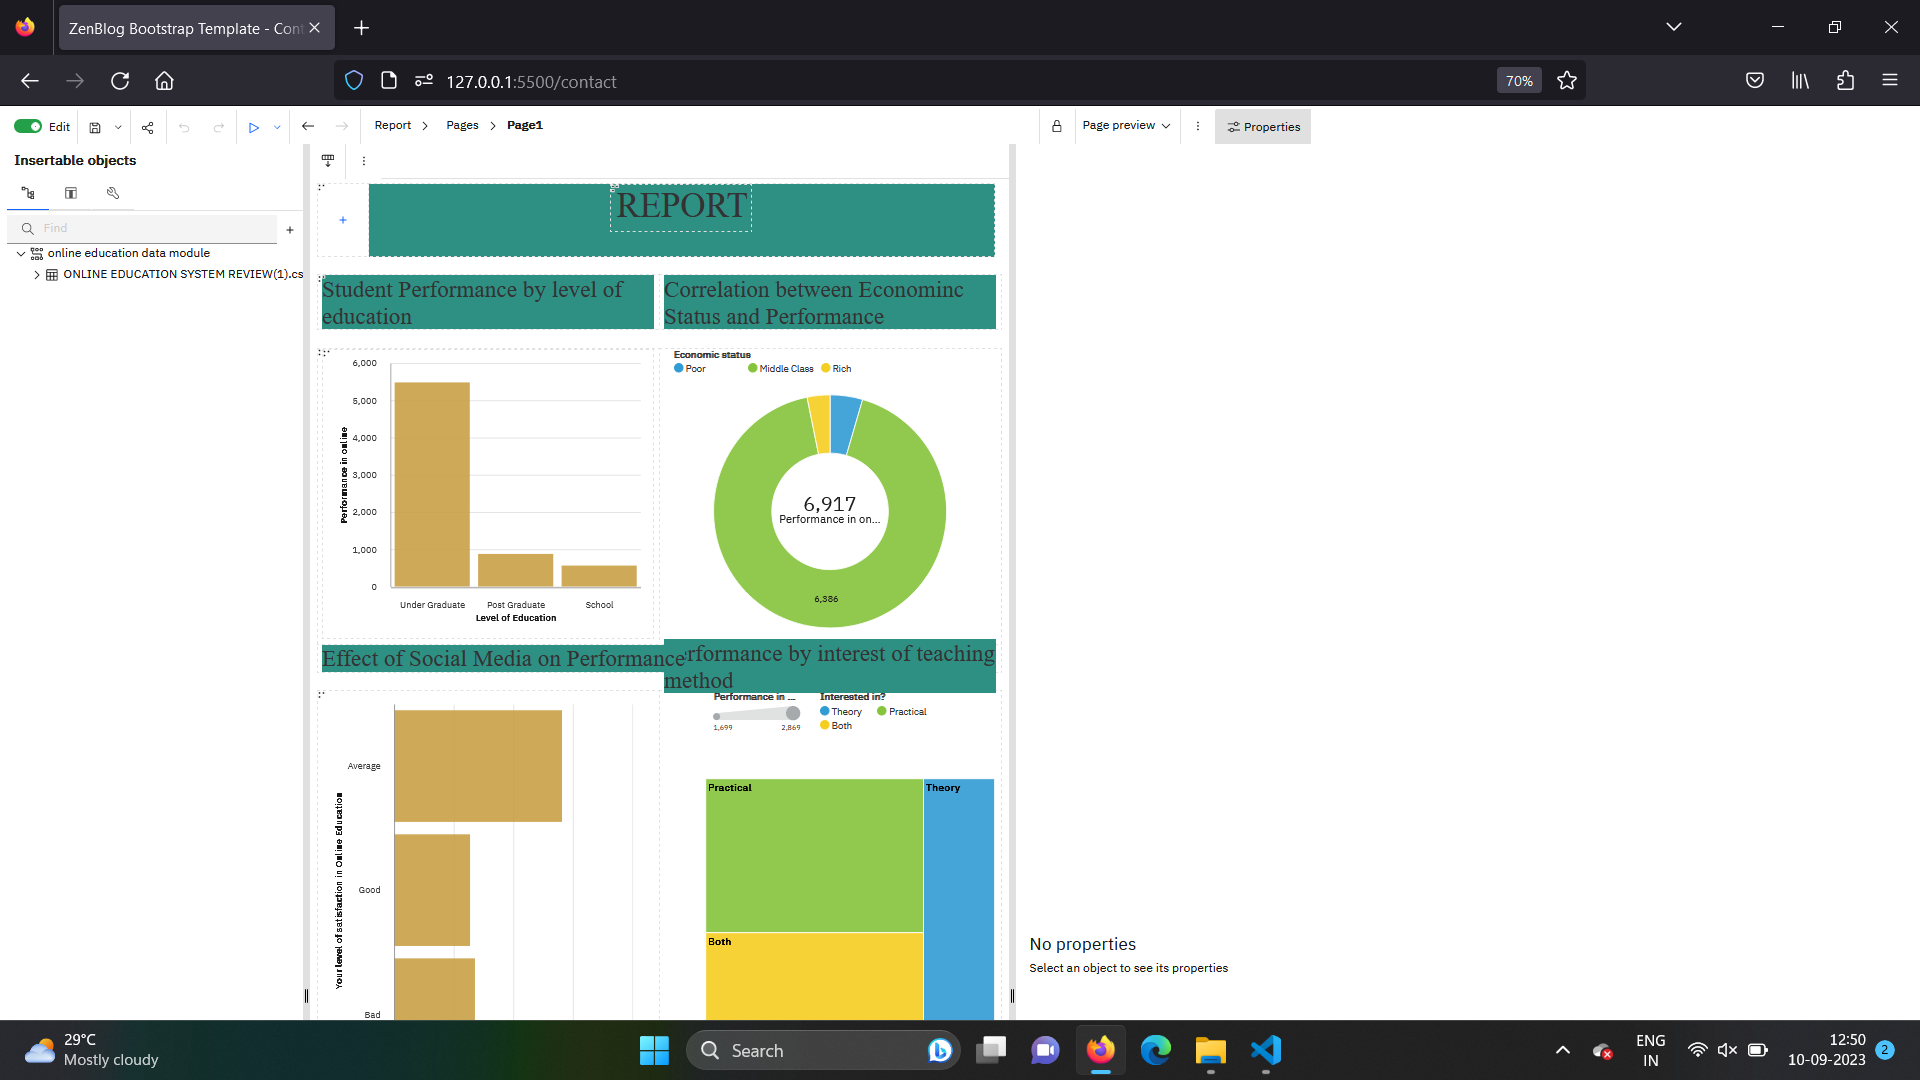 ZenBlog Bootstrap Template - Cont
127.0.0.1:5500/contact
70%
Edit
Report
Pages
Page1
Page preview
Properties
Insertable objects
Find
online education data module
ONLINE EDUCATION SYSTEM REVIEW(1).cs
REPORT
Student Performance by level of
education
Correlation between Econominc
Status and Performance
6,000
5,000
4,000
3,000
2,000
1,000
0
Performance in online
Under Graduate
Post Graduate
School
Level of Education
Economic status
Poor
Middle Class
Rich
6,917
Performance in on...
6,386
Effect of Social Media on Performance
rformance by interest of teaching
method
Your level of satisfaction in Online Education
Average
Good
Bad
Performance in ...
1,699
2,869
Interested in?
Theory
Practical
Both
Practical
Theory
Both
No properties
Select an object to see its properties
29°C
Mostly cloudy
Search
ENG
IN
12:50
10-09-2023
2